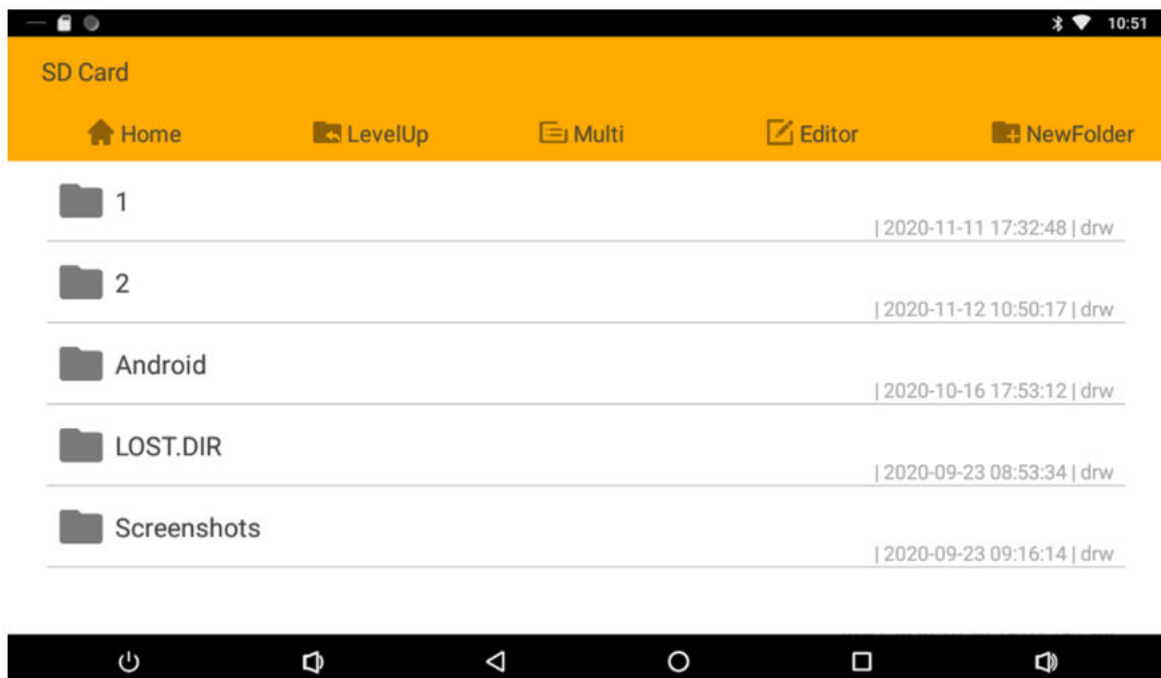 10:51
SD Card
Home LevelUp Multi Editor NewFolder
1
| 2020-11-11 17:32:48 | drw
2
| 2020-11-12 10:50:17 | drw
Android
| 2020-10-16 17:53:12 | drw
LOST.DIR
| 2020-09-23 08:53:34 | drw
Screenshots
| 2020-09-23 09:16:14 | drw